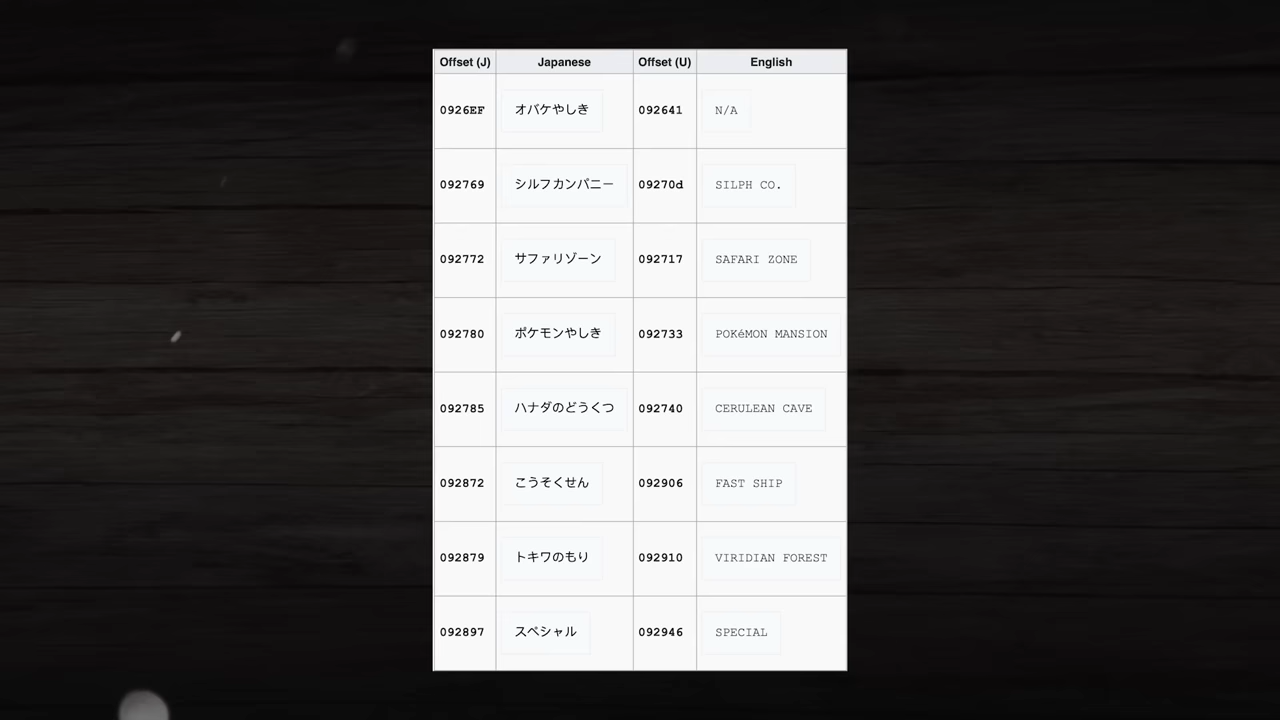 Offset (J) Japanese Offset (U) English
0926EF オバケやしき 092641 N/A
092769 シルフカンパニー 09270d SILPH CO.
092772 サファリゾーン 092717 SAFARI ZONE
092780 ポケモンやしき 092733 POKéMON MANSION
092785 ハナダのどうくつ 092740 CERULEAN CAVE
092872 こうそくせん 092906 FAST SHIP
092879 トキワのもり 092910 VIRIDIAN FOREST
092897 スペシャル 092946 SPECIAL